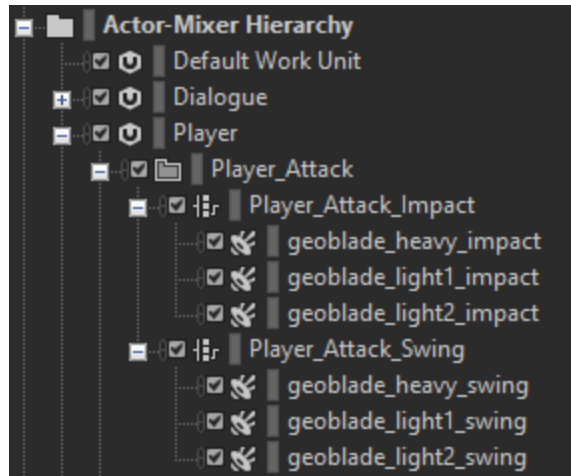 Actor-Mixer Hierarchy
Default Work Unit
Dialogue
Player
Player_Attack
Player_Attack_Impact
geoblade_heavy_impact
geoblade_light1_impact
geoblade_light2_impact
Player_Attack_Swing
geoblade_heavy_swing
geoblade_light1_swing
geoblade_light2_swing